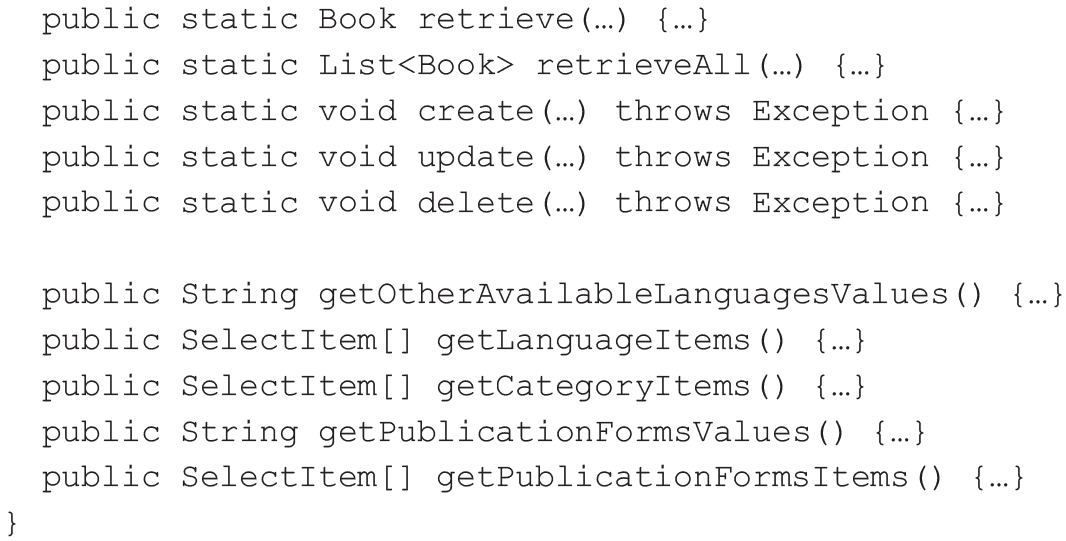 public static Book retrieve(…) {…}
public static List<Book> retrieveAll(…) {…}
public static void create(…) throws Exception {…}
public static void update(…) throws Exception {…}
public static void delete(…) throws Exception {…}
public String getOtherAvailableLanguagesValues() {…}
public SelectItem[] getLanguageItems() {…}
public SelectItem[] getCategoryItems() {…}
public String getPublicationFormsValues() {…}
public SelectItem[] getPublicationFormsItems() {…}
}